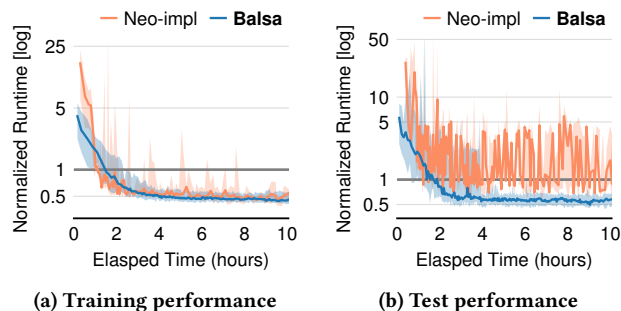 Neo-impl Balsa
Normalized Runtime [log]
25
5
1
0.5
0 2 4 6 8 10
Elasped Time (hours)
(a) Training performance
Neo-impl Balsa
Normalized Runtime [log]
50
10
5
1
0.5
0 2 4 6 8 10
Elasped Time (hours)
(b) Test performance